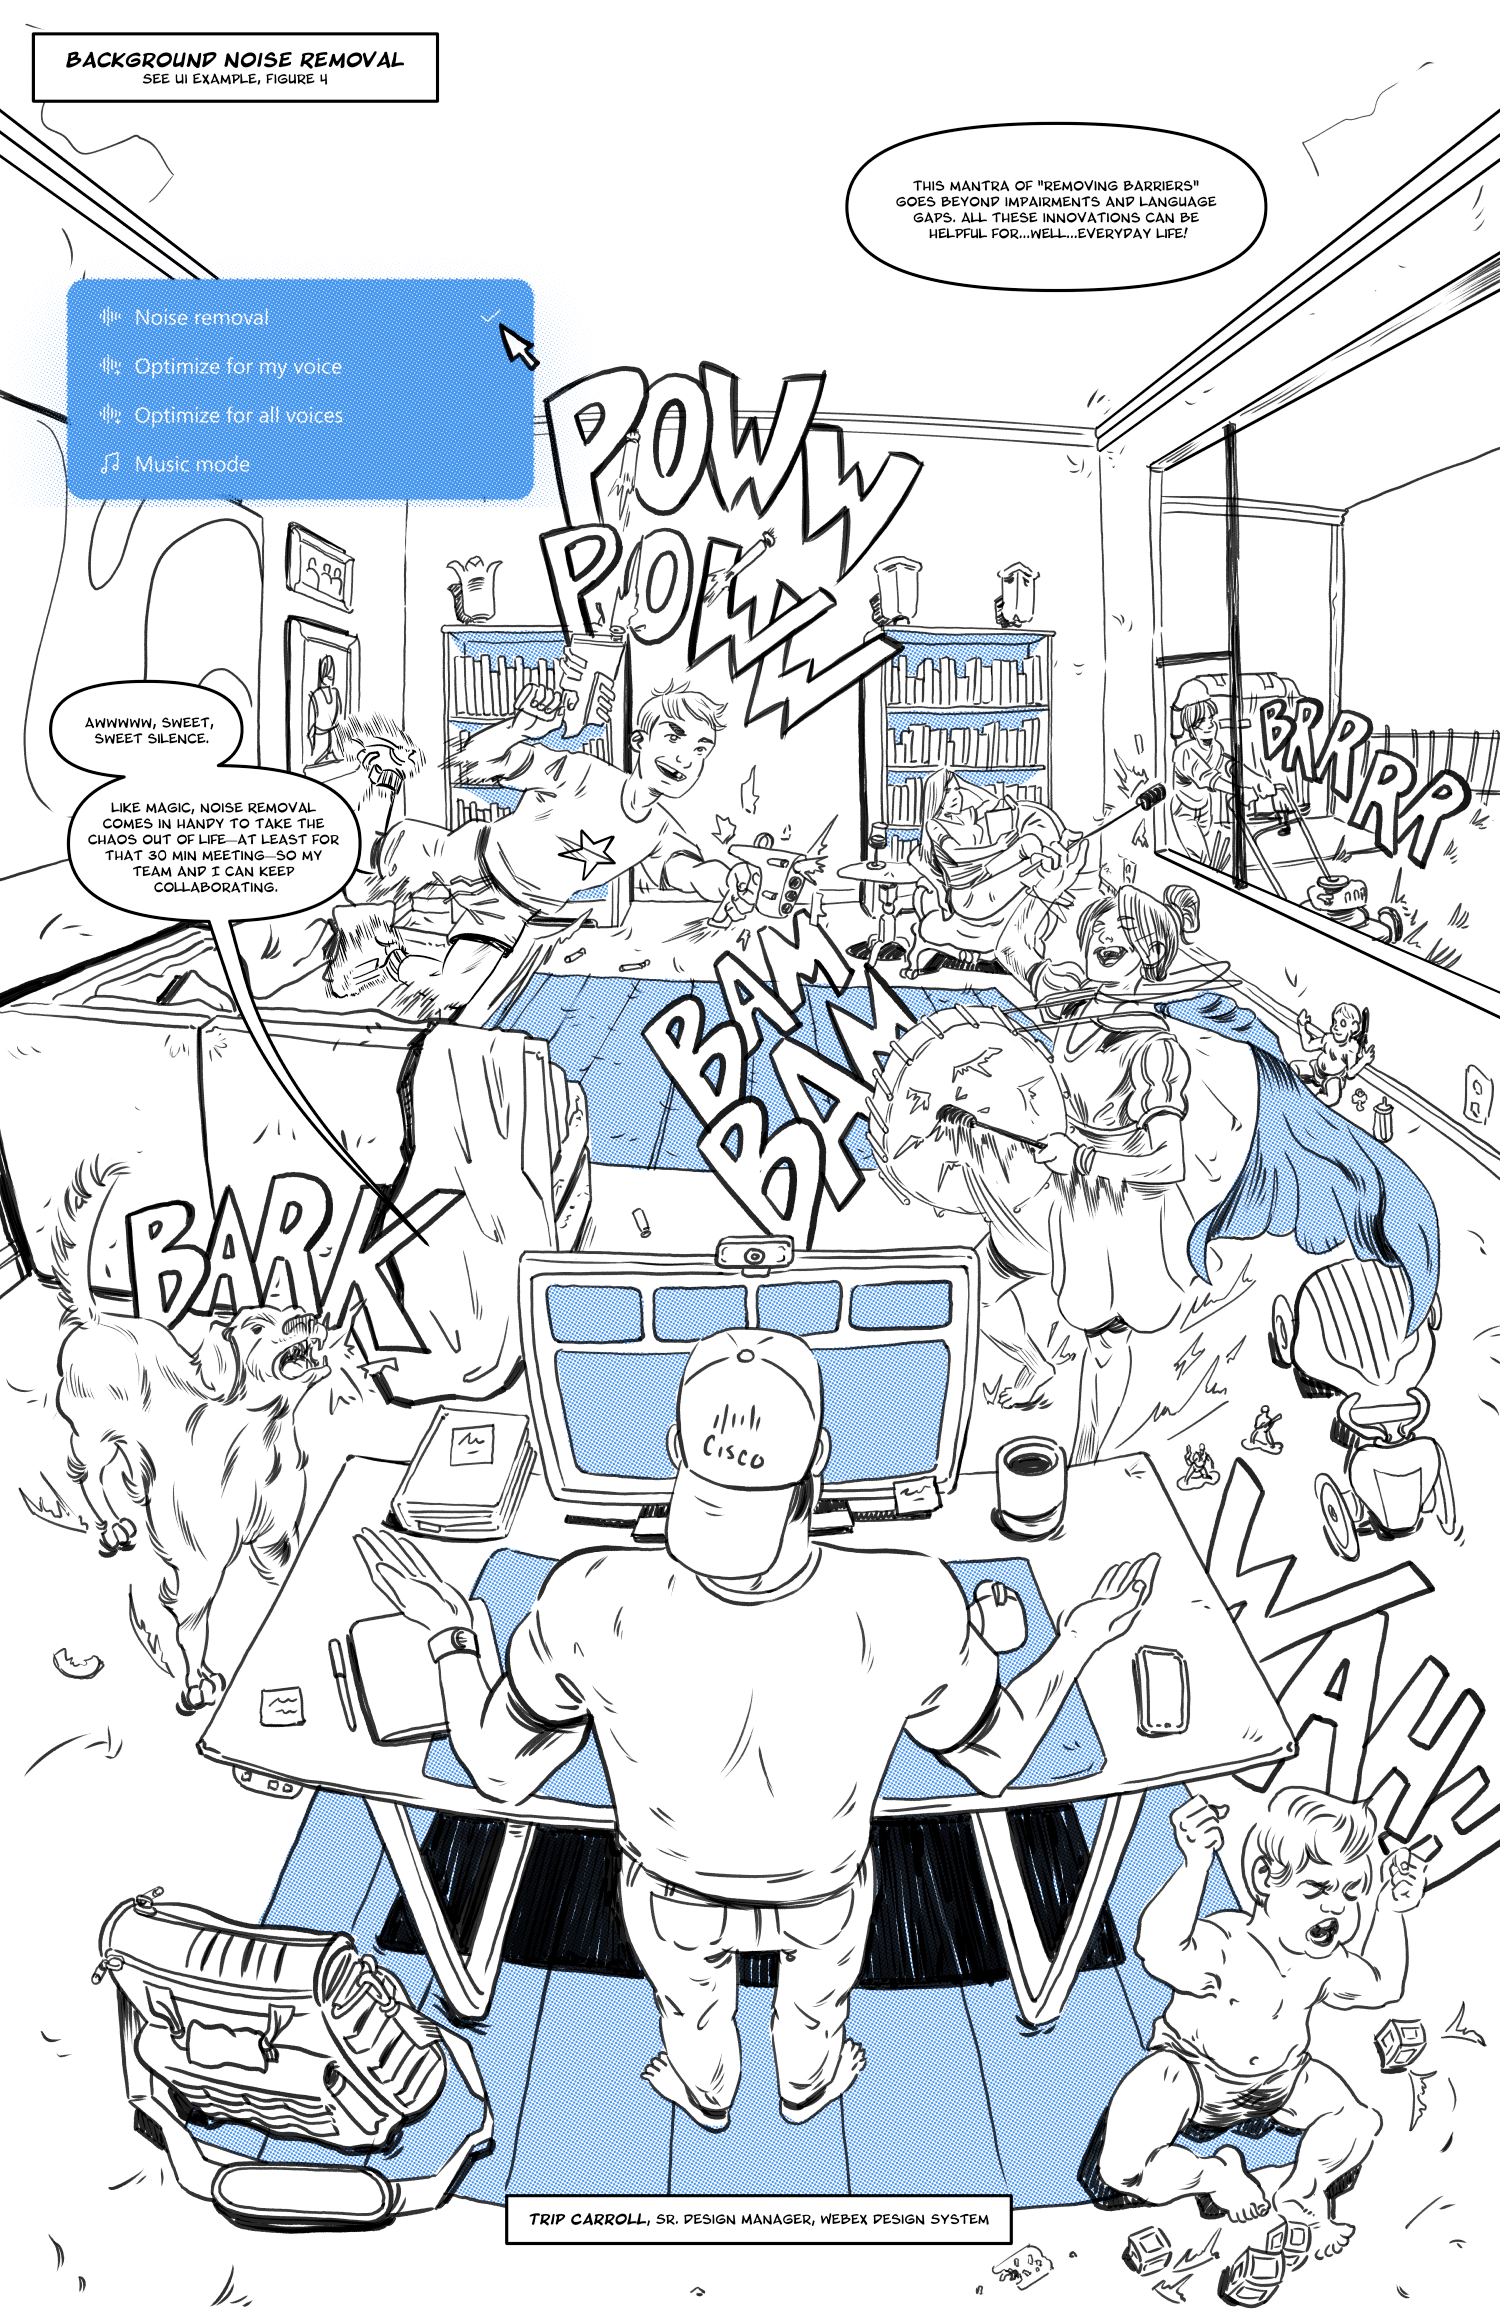 BACKGROUND NOISE REMOVAL
SEE UI EXAMPLE, FIGURE 4
THIS MANTRA OF "REMOVING BARRIERS"
GOES BEYOND IMPAIRMENTS AND LANGUAGE
GAPS. ALL THESE INNOVATIONS CAN BE
HELPFUL FOR...WELL...EVERYDAY LIFE!
Noise removal
Optimize for my voice
Optimize for all voices
Music mode
POWW
POWW
BRRRRR
AWWWWW, SWEET,
SWEET SILENCE.
LIKE MAGIC, NOISE REMOVAL
COMES IN HANDY TO TAKE THE
CHAOS OUT OF LIFE—AT LEAST FOR
THAT 30 MIN MEETING—SO MY
TEAM AND I CAN KEEP
COLLABORATING.
BAM
BAM
BARK
CISCO
WAHHH
TRIP CARROLL, SR. DESIGN MANAGER, WEBEX DESIGN SYSTEM